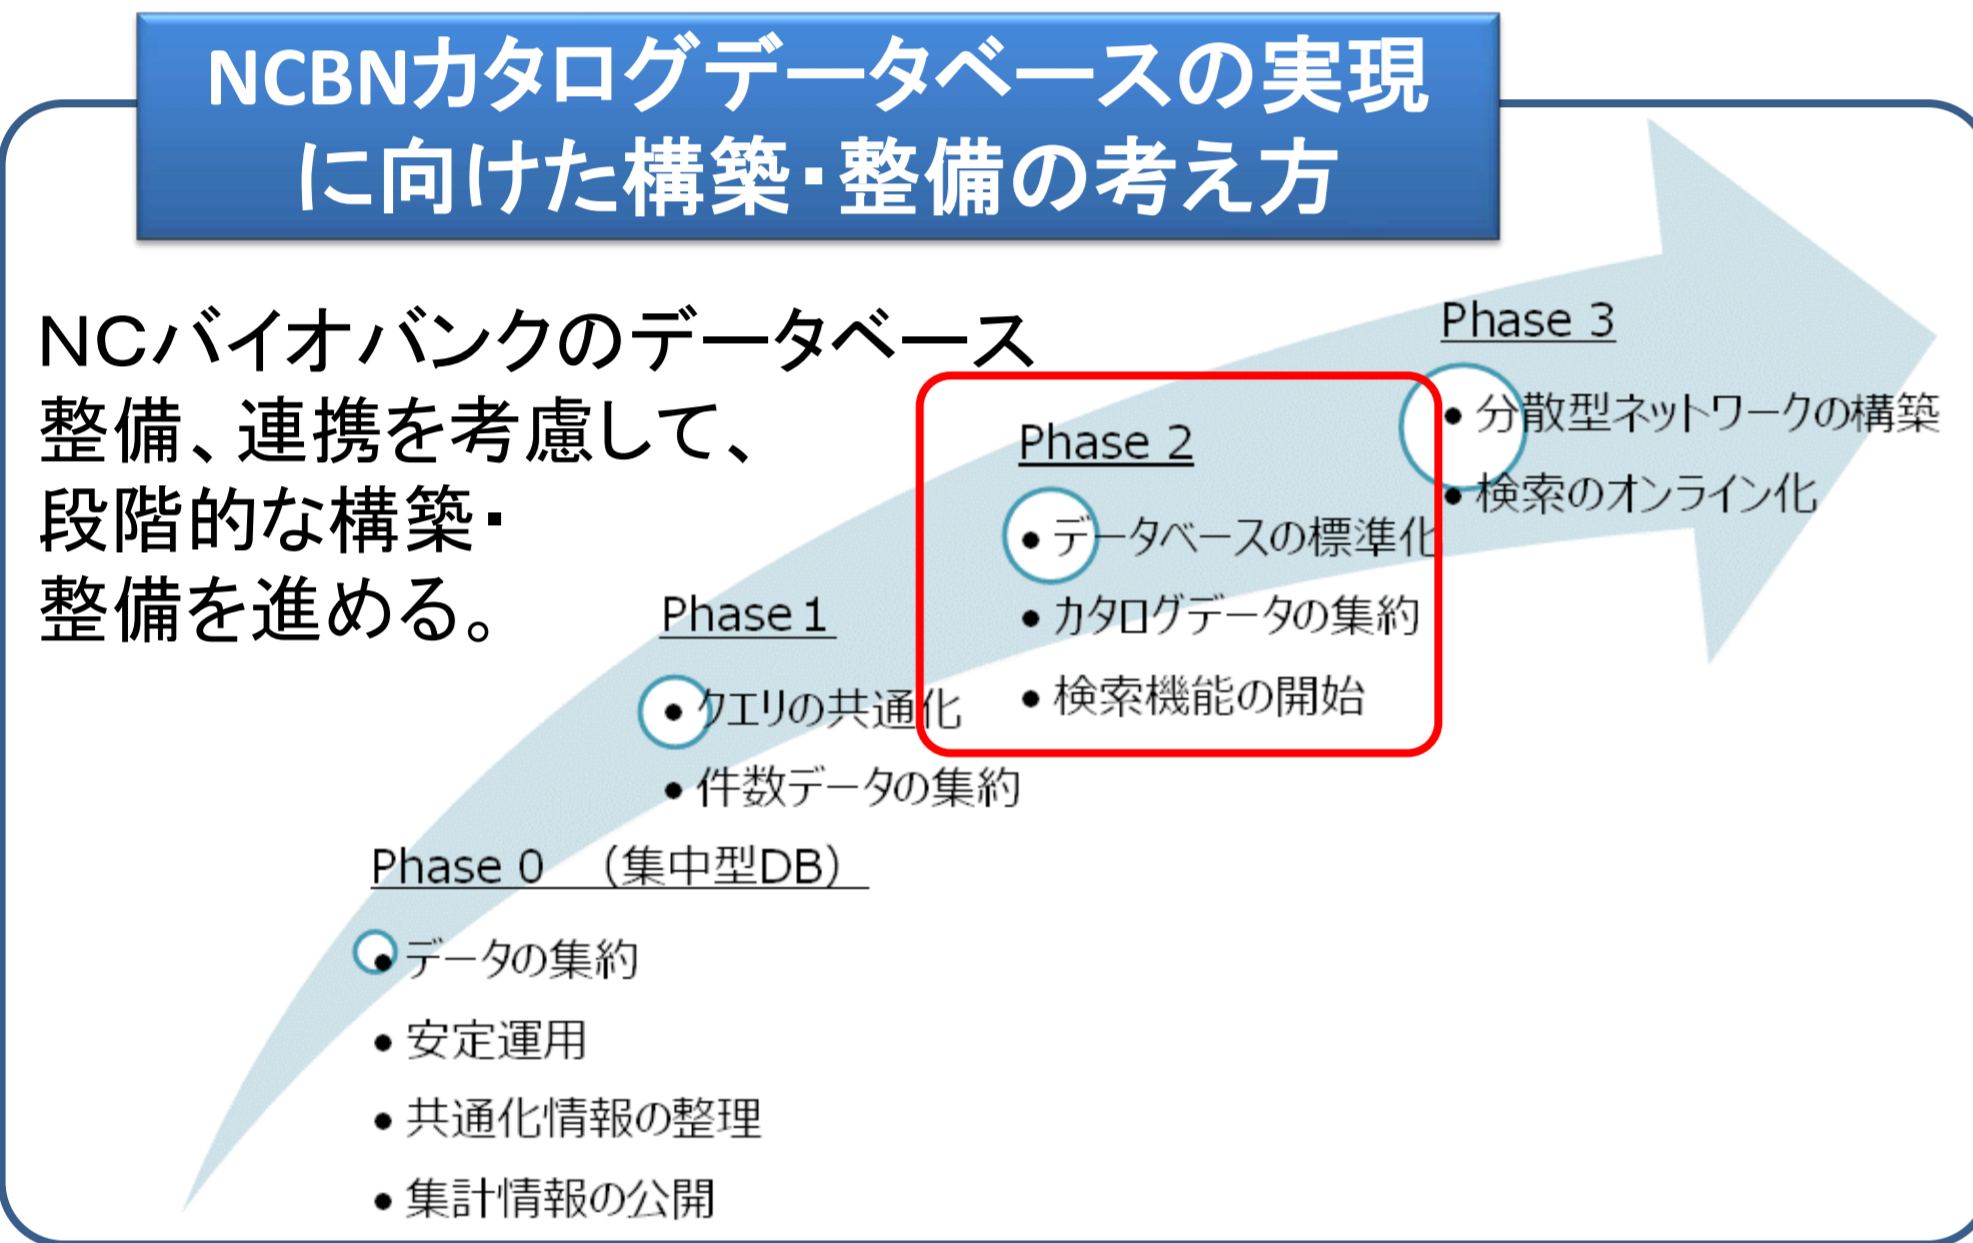 NCBNカタログデータベースの実現
に向けた構築・整備の考え方
NCバイオバンクのデータベース
整備、連携を考慮して、
段階的な構築・
整備を進める。
Phase 0 （集中型DB）
• データの集約
• 安定運用
• 共通化情報の整理
• 集計情報の公開
Phase 1
• クエリの共通化
• 件数データの集約
Phase 2
• データベースの標準化
• カタログデータの集約
• 検索機能の開始
Phase 3
• 分散型ネットワークの構築
• 検索のオンライン化